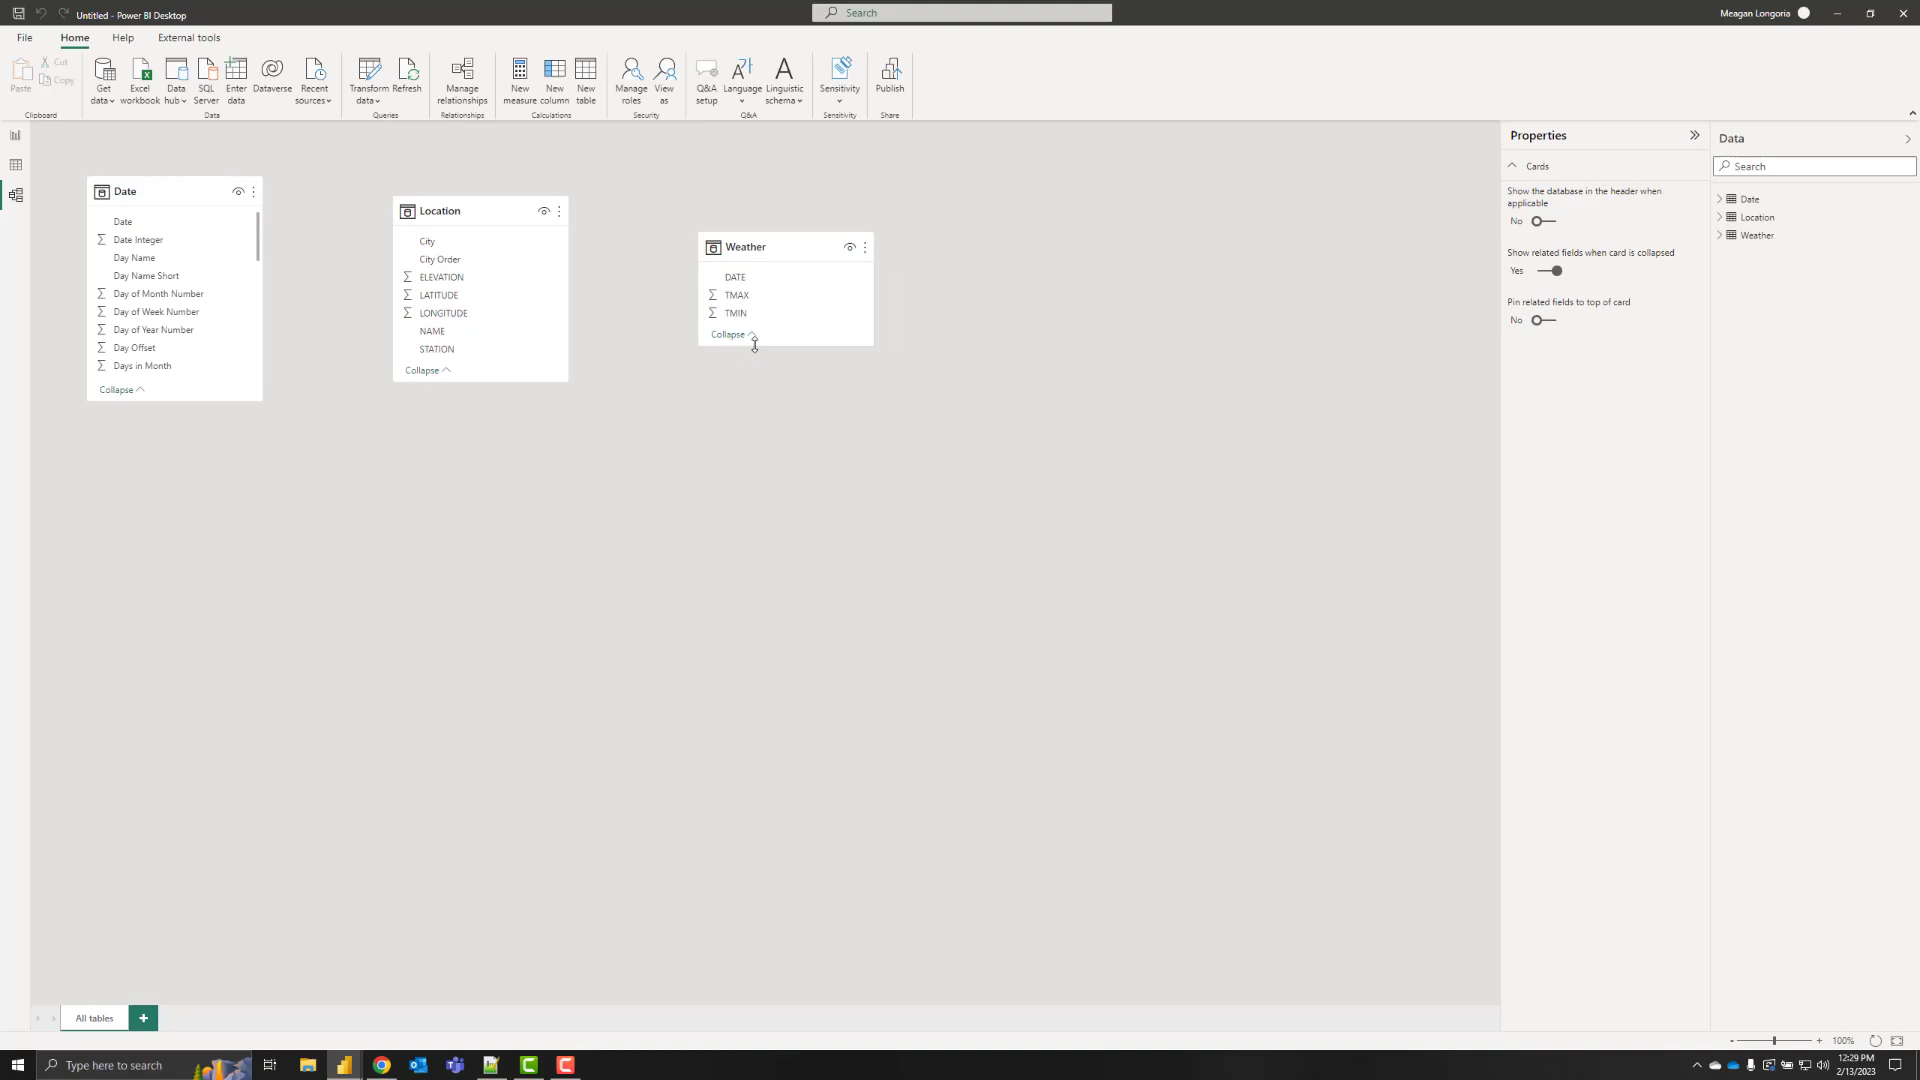 Untitled - Power BI Desktop
Search
Meagan Longoria
File
Home
Help
External tools
Paste
Cut
Copy
Get data
Excel workbook
Data hub
SQL Server
Enter data
Dataverse
Recent sources
Transform data
Refresh
Manage relationships
New measure
New column
New table
Manage roles
View as
Q&A setup
Language
Linguistic schema
Sensitivity
Publish
Clipboard
Data
Queries
Relationships
Calculations
Security
Q&A
Sensitivity
Share
Date
Date
Date Integer
Day Name
Day Name Short
Day of Month Number
Day of Week Number
Day of Year Number
Day Offset
Days in Month
Collapse
Location
City
City Order
ELEVATION
LATITUDE
LONGITUDE
NAME
STATION
Collapse
Weather
DATE
TMAX
TMIN
Collapse
Properties
Cards
Show the database in the header when
applicable
No
Show related fields when card is collapsed
Yes
Pin related fields to top of card
No
Data
Search
Date
Location
Weather
All tables
+
- + 100%
Type here to search
12:29 PM
2/13/2023